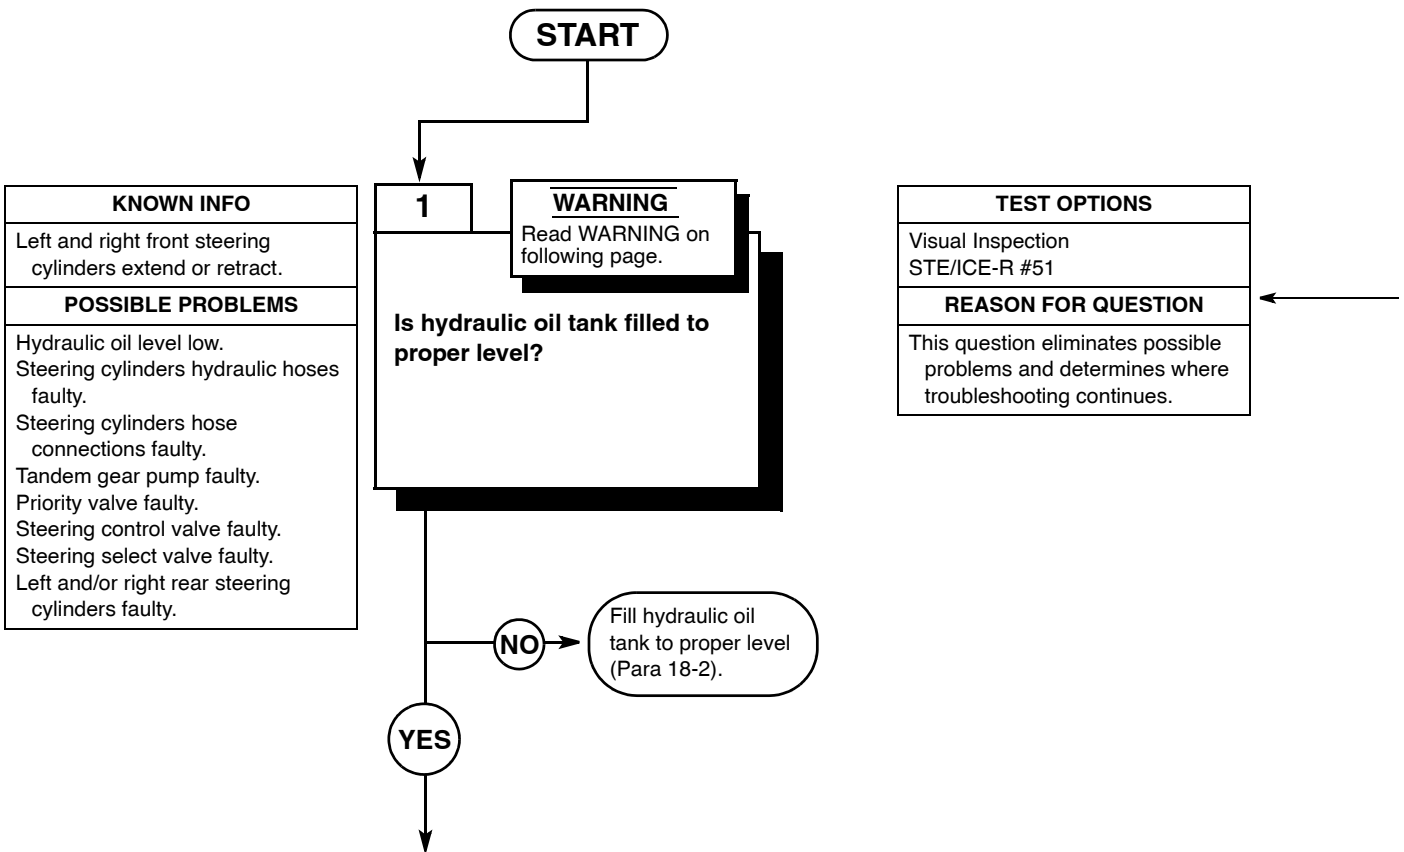 START
KNOWN INFO
Left and right front steering
cylinders extend or retract.
POSSIBLE PROBLEMS
Hydraulic oil level low.
Steering cylinders hydraulic hoses
faulty.
Steering cylinders hose
connections faulty.
Tandem gear pump faulty.
Priority valve faulty.
Steering control valve faulty.
Steering select valve faulty.
Left and/or right rear steering
cylinders faulty.
1
WARNING
Read WARNING on
following page.
Is hydraulic oil tank filled to
proper level?
TEST OPTIONS
Visual Inspection
STE/ICE-R #51
REASON FOR QUESTION
This question eliminates possible
problems and determines where
troubleshooting continues.
NO
Fill hydraulic oil
tank to proper level
(Para 18-2).
YES